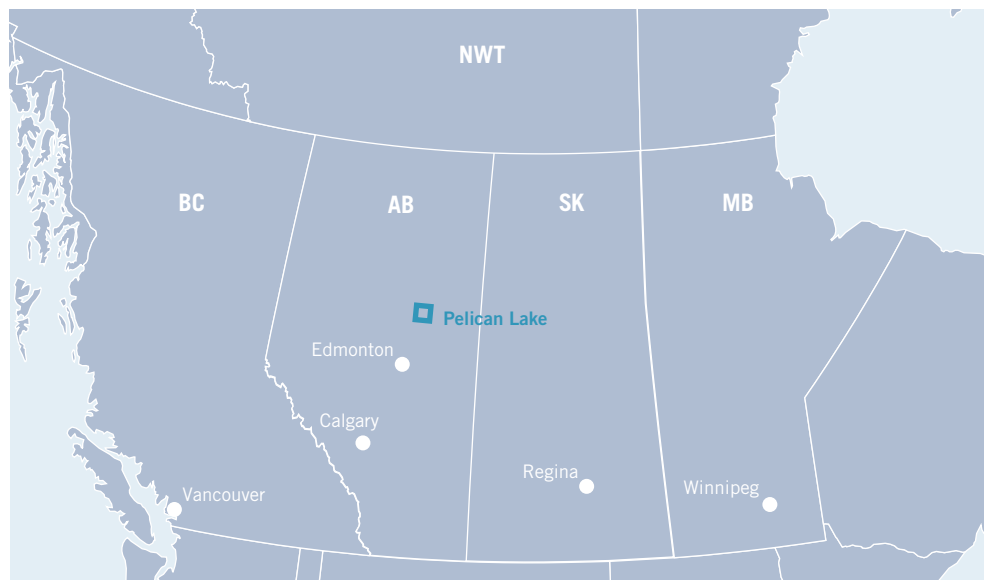 NWT
BC
AB
SK
MB
Pelican Lake
Edmonton
Calgary
Regina
Winnipeg
Vancouver